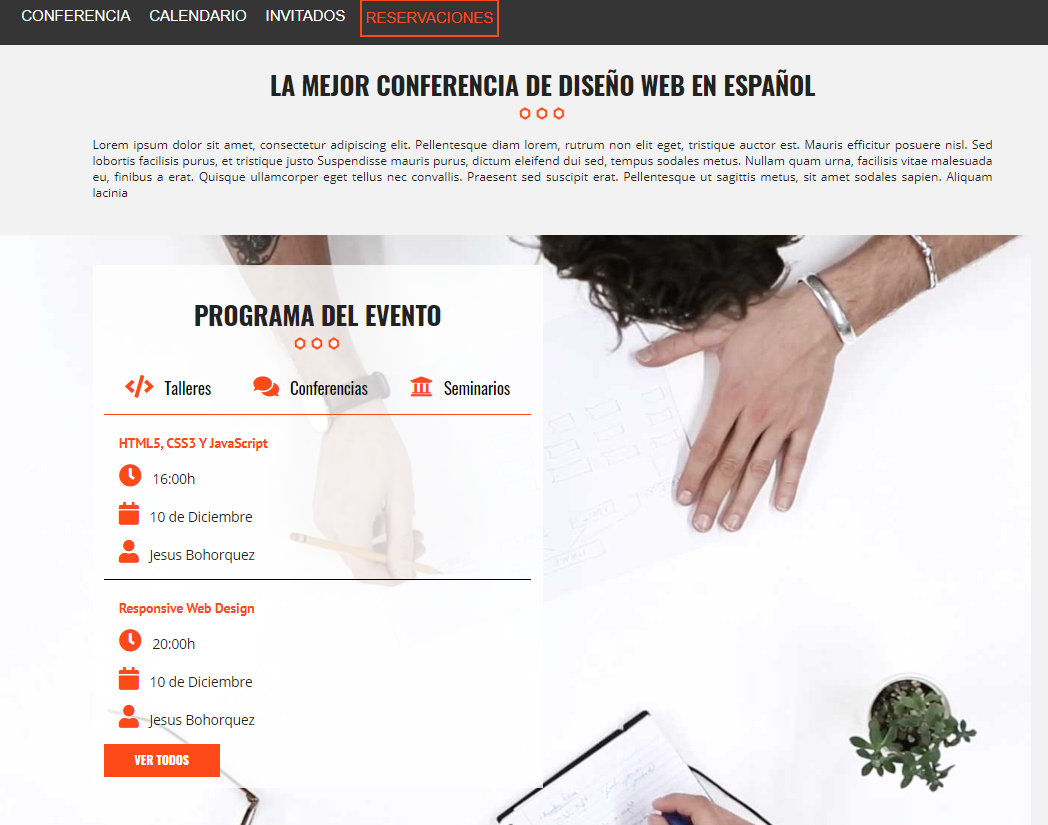 CONFERENCIA CALENDARIO INVITADOS RESERVACIONES
LA MEJOR CONFERENCIA DE DISEÑO WEB EN ESPAÑOL
Lorem ipsum dolor sit amet, consectetur adipiscing elit. Pellentesque diam lorem, rutrum non elit eget, tristique auctor est. Mauris efficitur posuere nisl. Sed
lobortis facilisis purus, et tristique justo Suspendisse mauris purus, dictum eleifend dui sed, tempus sodales metus. Nullam quam urna, facilisis vitae malesuada
eu, finibus a erat. Quisque ullamcorper eget tellus nec convallis. Praesent sed suscipit erat. Pellentesque ut sagittis metus, sit amet sodales sapien. Aliquam
lacinia
PROGRAMA DEL EVENTO
Talleres Conferencias Seminarios
HTML5, CSS3 Y JavaScript
16:00h
10 de Diciembre
Jesus Bohorquez
Responsive Web Design
20:00h
10 de Diciembre
Jesus Bohorquez
VER TODOS